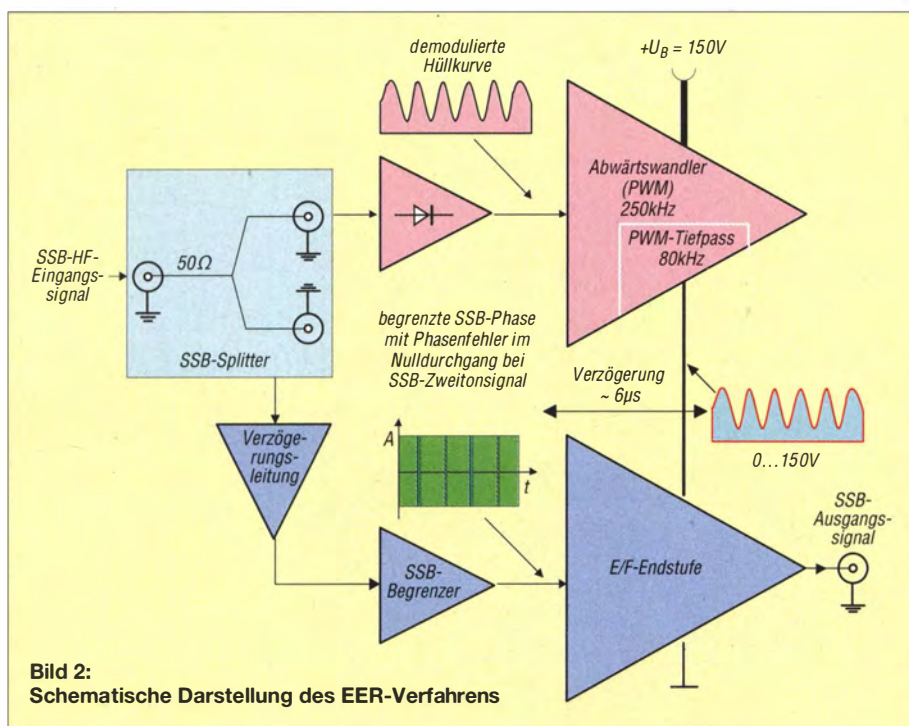 demodulierte
Hüllkurve
+U_B = 150V
Abwärtswandler
(PWM)
250kHz
PWM-Tiefpass
80kHz
SSB-HF-
Eingangs-
signal
50Ω
SSB-Splitter
begrenzte SSB-Phase
mit Phasenfehler im
Nulldurchgang bei
SSB-Zweitonsignal
Verzögerung
~ 6µs
0...150V
Verzöge-
rungs-
leitung
A
t
SSB-
Begrenzer
E/F-Endstufe
SSB-
Ausgangs-
signal
Bild 2:
Schematische Darstellung des EER-Verfahrens